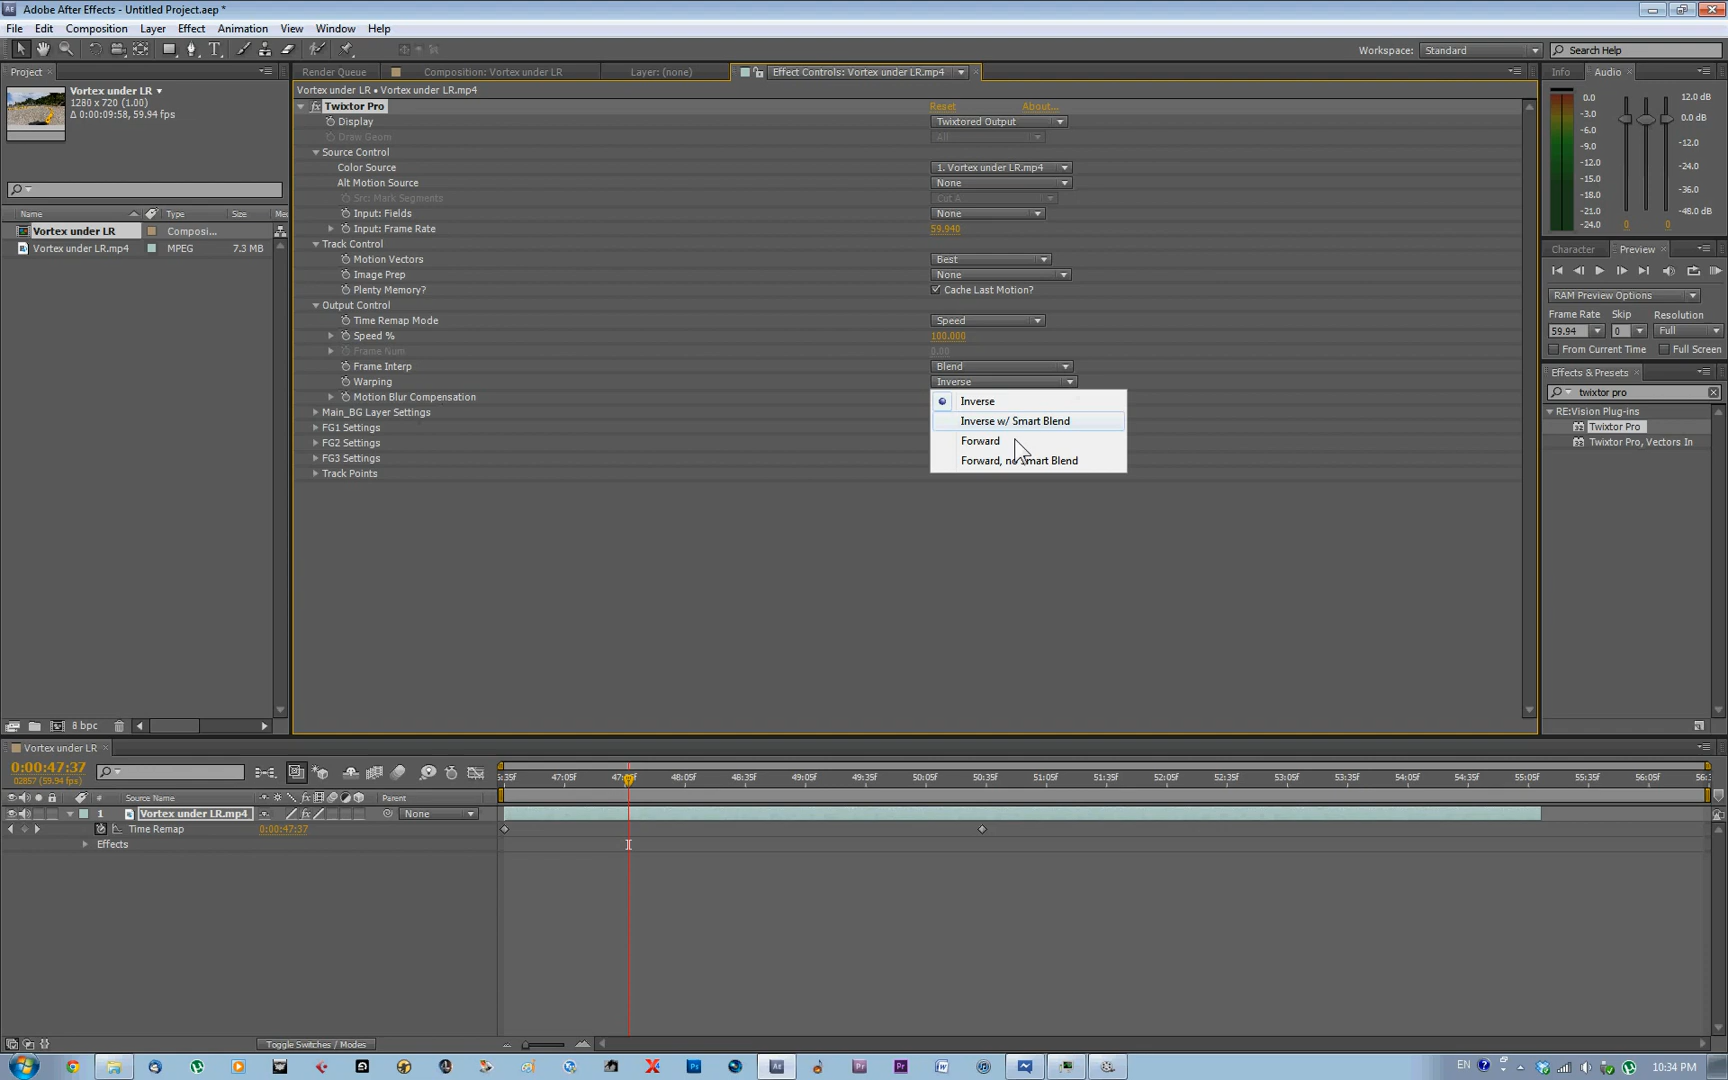 Adobe After Effects - Untitled Project.aep *
File Edit Composition Layer Effect Animation View Window Help
Workspace: Standard Search Help
Project
Render Queue Composition: Vortex under LR Layer: (none) Effect Controls: Vortex under LR.mp4
Info Audio
Vortex under LR
1280 x 720 (1.00)
Δ 0:00:09:58, 59.94 fps
Name Type Size Me
Vortex under LR Composi...
Vortex under LR.mp4 MPEG 7.3 MB
8 bpc
Vortex under LR • Vortex under LR.mp4
Twixtor Pro Reset About...
Display Twixtored Output
Draw Geom All
Source Control
Color Source 1. Vortex under LR.mp4
Alt Motion Source None
Src: Mark Segments Cut A
Input: Fields None
Input: Frame Rate 59.940
Track Control
Motion Vectors Best
Image Prep None
Plenty Memory? Cache Last Motion?
Output Control
Time Remap Mode Speed
Speed % 100.000
Frame Num 0.00
Frame Interp Blend
Warping Inverse
Motion Blur Compensation
Main_BG Layer Settings
FG1 Settings
FG2 Settings
FG3 Settings
Track Points
Inverse
Inverse w/ Smart Blend
Forward
Forward, no Smart Blend
0.0 12.0 dB
-3.0 0.0 dB
-6.0
-9.0 -12.0
-12.0
-15.0 -24.0
-18.0
-21.0 -36.0
-24.0 -48.0 dB
0 0
Character Preview
RAM Preview Options
Frame Rate Skip Resolution
59.94 0 Full
From Current Time Full Screen
Effects & Presets
twixtor pro
RE:Vision Plug-ins
32 Twixtor Pro
32 Twixtor Pro, Vectors In
Vortex under LR
0:00:47:37
02857 (59.94 fps)
47:05f 48:05f 48:35f 49:05f 49:35f 50:05f 50:35f 51:05f 51:35f 52:05f 52:35f 53:05f 53:35f 54:05f 54:35f 55:05f 55:35f 56:05f
# Source Name Parent
1 Vortex under LR.mp4 None
Time Remap 0:00:47:37
Effects
Toggle Switches / Modes
Ps Ae Pr Pr W
EN 10:34 PM